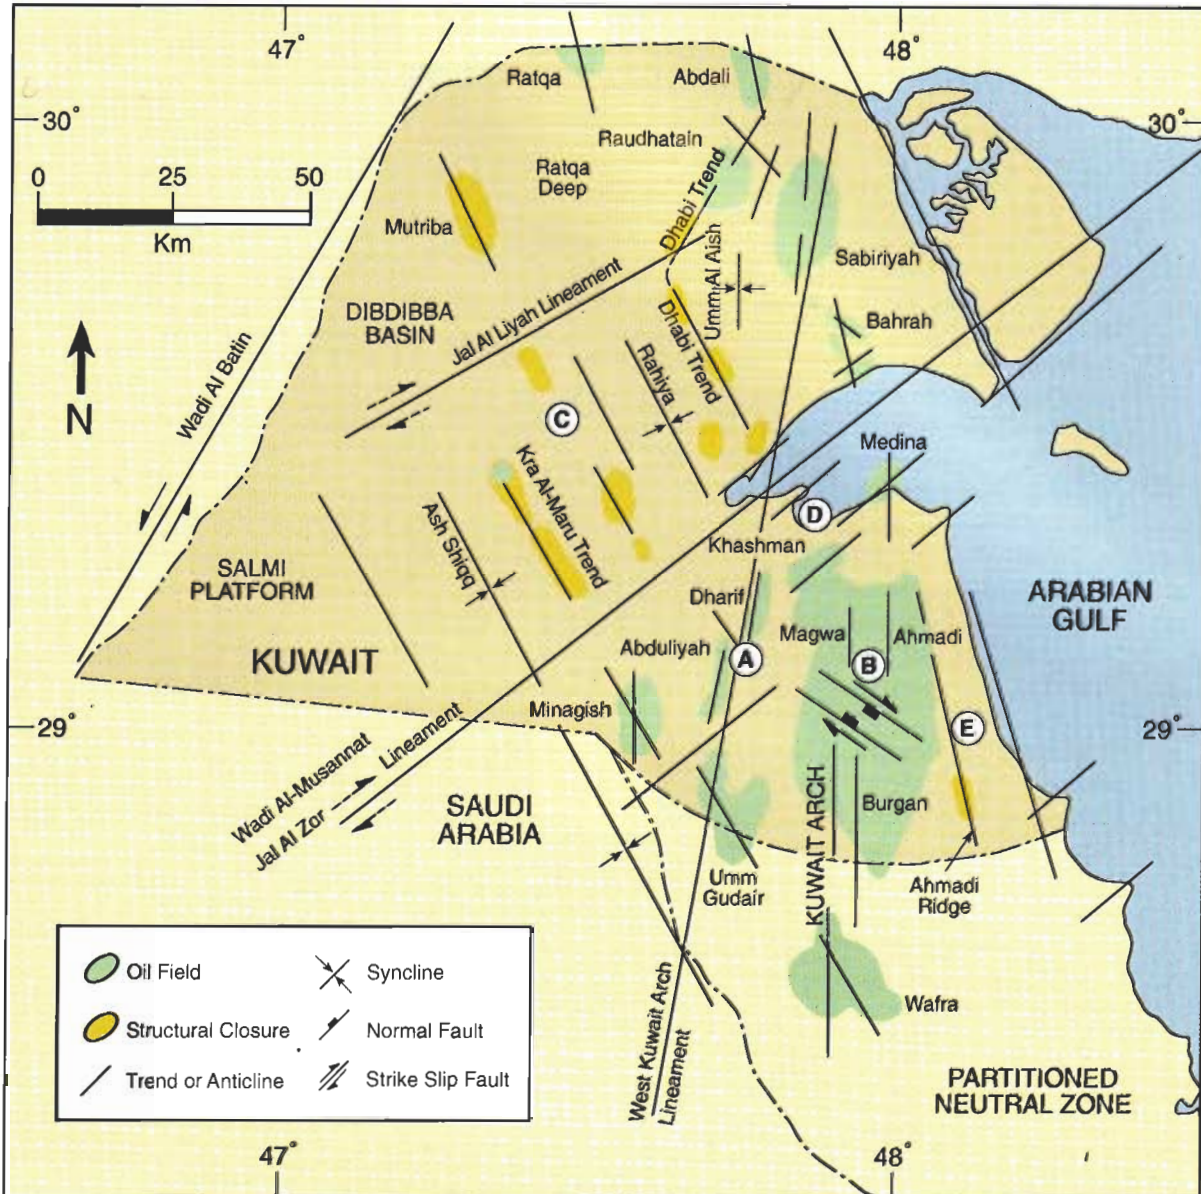 47°
48°
30°
30°
Ratqa
Abdali
Raudhatain
Ratqa
Deep
0
25
50
Km
Mutriba
Dhabi Trend
Umm Al Aish
Sabiriyah
DIBDIBBA
BASIN
Jal Al Liyah Lineament
Bahrah
Wadi Al Batin
N
Rahiya
Dhabi Trend
C
Medina
Kra Al-Maru Trend
Ash Shiqq
D
Khashman
SALMI
PLATFORM
Dharif
ARABIAN
GULF
KUWAIT
Abduliyah
A
Magwa
B
Ahmadi
Minagish
29°
29°
E
Wadi Al-Musannat
Jal Al Zor
Lineament
SAUDI
ARABIA
KUWAIT ARCH
Burgan
Umm
Gudair
Ahmadi
Ridge
Oil Field
Syncline
Structural Closure
Normal Fault
Trend or Anticline
Strike Slip Fault
West Kuwait Arch
Lineament
Wafra
PARTITIONED
NEUTRAL ZONE
47°
48°